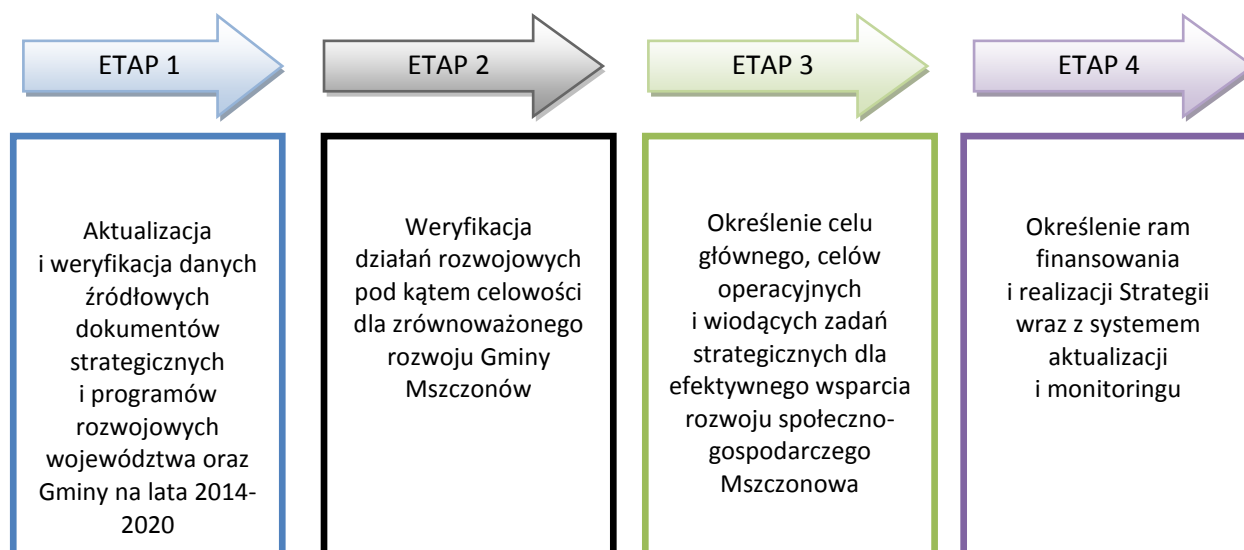 ETAP 1
Aktualizacja
i weryfikacja danych
źródłowych
dokumentów
strategicznych
i programów
rozwojowych
województwa oraz
Gminy na lata 2014-
2020
ETAP 2
Weryfikacja
działań rozwojowych
pod kątem celowości
dla zrównoważonego
rozwoju Gminy
Mszczonów
ETAP 3
Określenie celu
głównego, celów
operacyjnych
i wiodących zadań
strategicznych dla
efektywnego wsparcia
rozwoju społeczno-
gospodarczego
Mszczonowa
ETAP 4
Określenie ram
finansowania
i realizacji Strategii
wraz z systemem
aktualizacji
i monitoringu